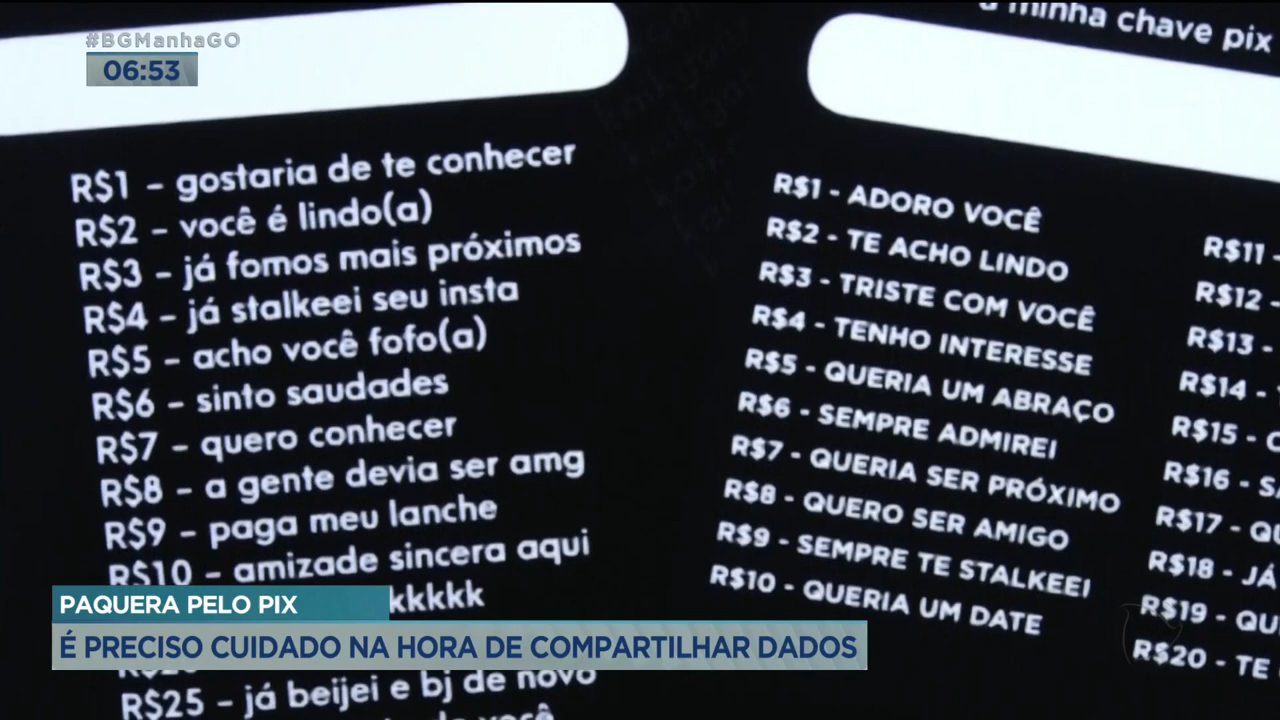 #BGManhaGO
06:53
R$1 - gostaria de te conhecer
R$2 - você é lindo(a)
R$3 - já fomos mais próximos
R$4 - já stalkeei seu insta
R$5 - acho você fofo(a)
R$6 - sinto saudades
R$7 - quero conhecer
R$8 - a gente devia ser amg
R$9 - paga meu lanche
R$10 - amizade sincera aqui
kkkkk
R$25 - já beijei e bj de novo
minha chave pix
R$1 - ADORO VOCÊ
R$2 - TE ACHO LINDO
R$3 - TRISTE COM VOCÊ
R$4 - TENHO INTERESSE
R$5 - QUERIA UM ABRAÇO
R$6 - SEMPRE ADMIREI
R$7 - QUERIA SER PRÓXIMO
R$8 - QUERO SER AMIGO
R$9 - SEMPRE TE STALKEEI
R$10 - QUERIA UM DATE
R$11 -
R$12 -
R$13 -
R$14 -
R$15 -
R$16 -
R$17 -
R$18 - JÁ
R$19 -
R$20 - TE
PAQUERA PELO PIX
É PRECISO CUIDADO NA HORA DE COMPARTILHAR DADOS